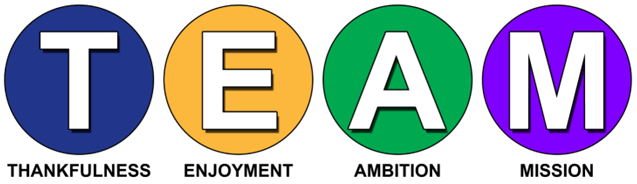 T E A M
THANKFULNESS ENJOYMENT AMBITION MISSION